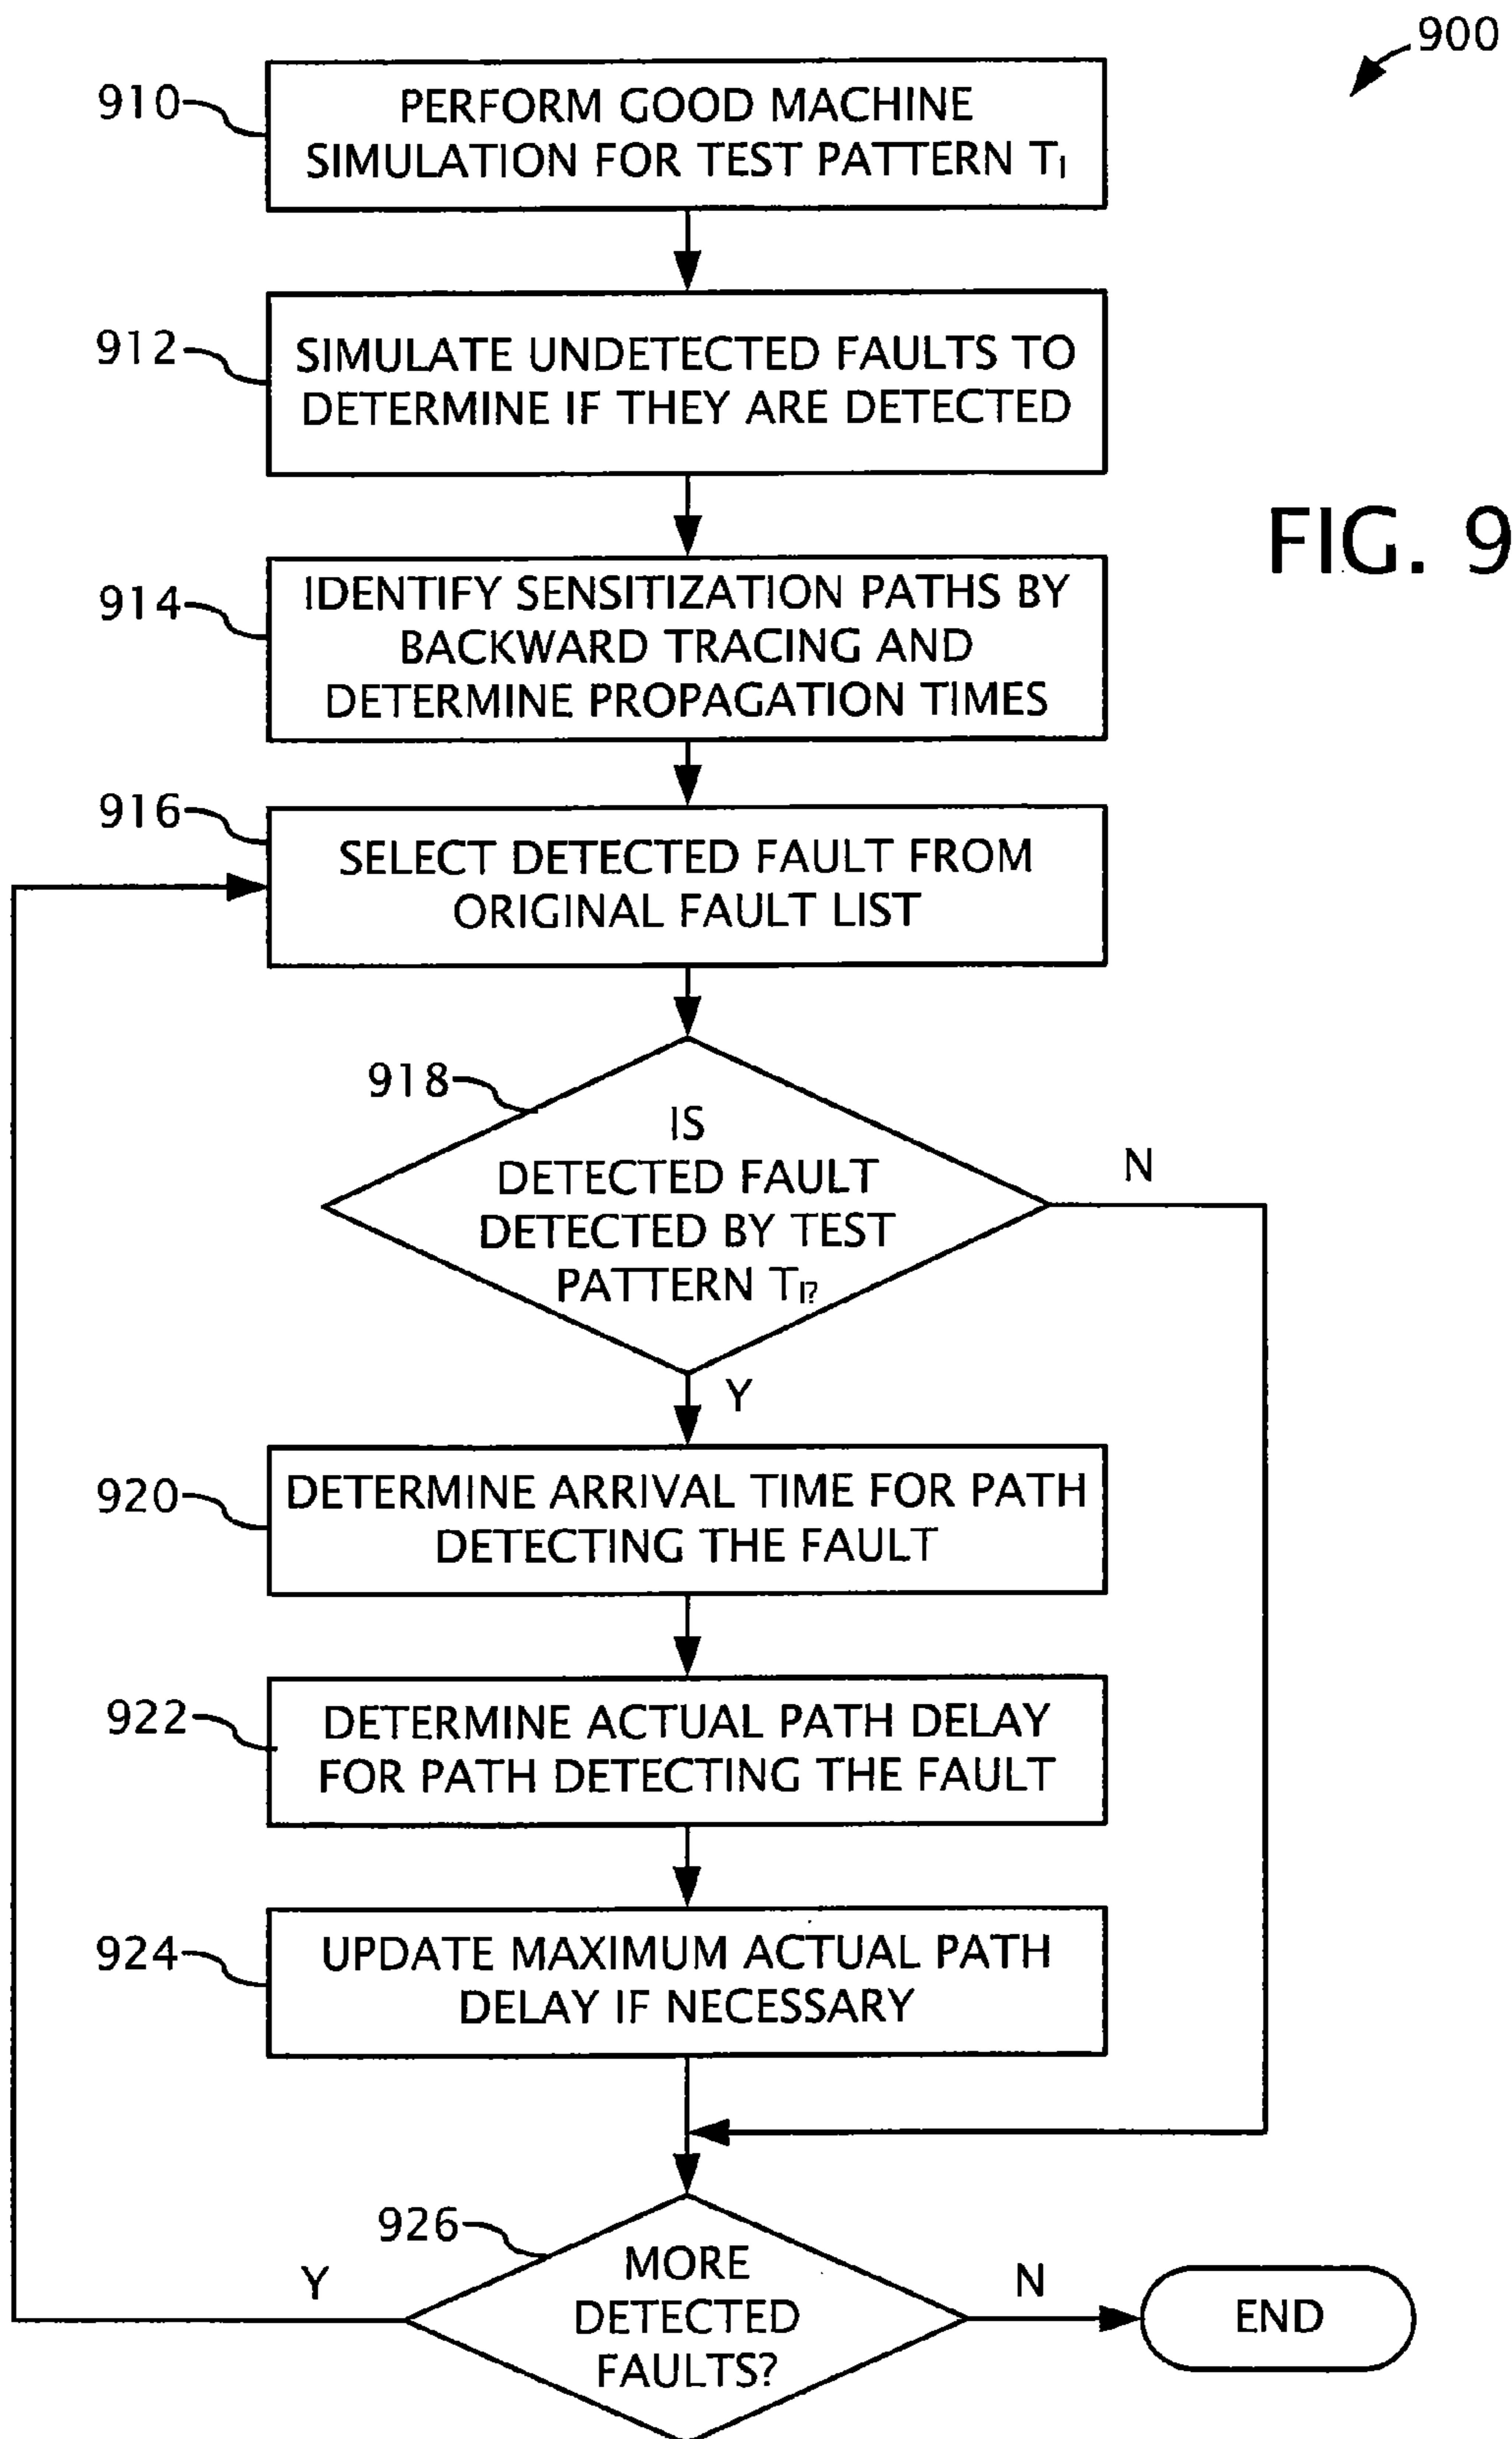 900
910
PERFORM GOOD MACHINE
SIMULATION FOR TEST PATTERN TI
912
SIMULATE UNDETECTED FAULTS TO
DETERMINE IF THEY ARE DETECTED
FIG. 9
914
IDENTIFY SENSITIZATION PATHS BY
BACKWARD TRACING AND
DETERMINE PROPAGATION TIMES
916
SELECT DETECTED FAULT FROM
ORIGINAL FAULT LIST
918
IS
DETECTED FAULT
DETECTED BY TEST
PATTERN TI?
N
Y
920
DETERMINE ARRIVAL TIME FOR PATH
DETECTING THE FAULT
922
DETERMINE ACTUAL PATH DELAY
FOR PATH DETECTING THE FAULT
924
UPDATE MAXIMUM ACTUAL PATH
DELAY IF NECESSARY
926
MORE
DETECTED
FAULTS?
Y
N
END